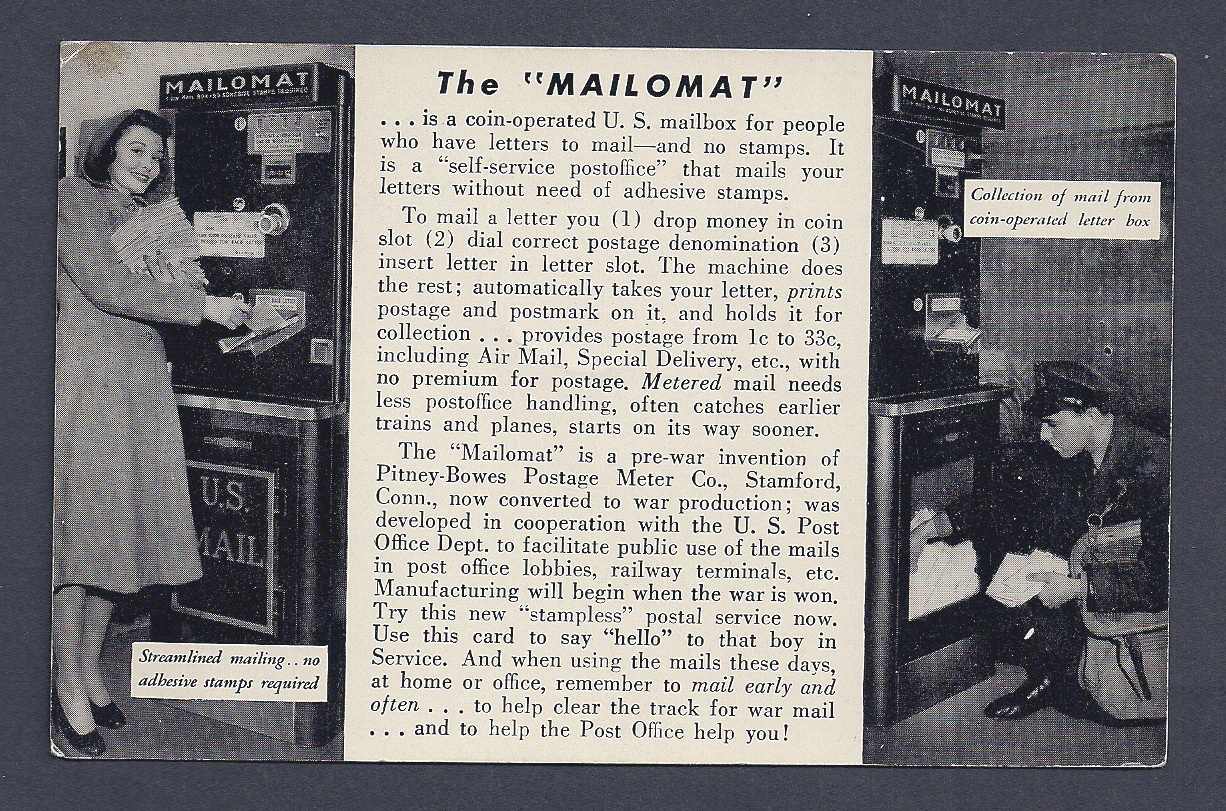 MAILOMAT
U.S.
MAIL
Streamlined mailing.. no
adhesive stamps required
The "MAILOMAT"
. . . is a coin-operated U. S. mailbox for people
who have letters to mail—and no stamps. It
is a "self-service postoffice" that mails your
letters without need of adhesive stamps.
To mail a letter you (1) drop money in coin
slot (2) dial correct postage denomination (3)
insert letter in letter slot. The machine does
the rest; automatically takes your letter, prints
postage and postmark on it, and holds it for
collection . . . provides postage from 1c to 33c,
including Air Mail, Special Delivery, etc., with
no premium for postage. Metered mail needs
less postoffice handling, often catches earlier
trains and planes, starts on its way sooner.
The "Mailomat" is a pre-war invention of
Pitney-Bowes Postage Meter Co., Stamford,
Conn., now converted to war production; was
developed in cooperation with the U. S. Post
Office Dept. to facilitate public use of the mails
in post office lobbies, railway terminals, etc.
Manufacturing will begin when the war is won.
Try this new "stampless" postal service now.
Use this card to say "hello" to that boy in
Service. And when using the mails these days,
at home or office, remember to mail early and
often . . . to help clear the track for war mail
. . . and to help the Post Office help you!
MAILOMAT
Collection of mail from
coin-operated letter box